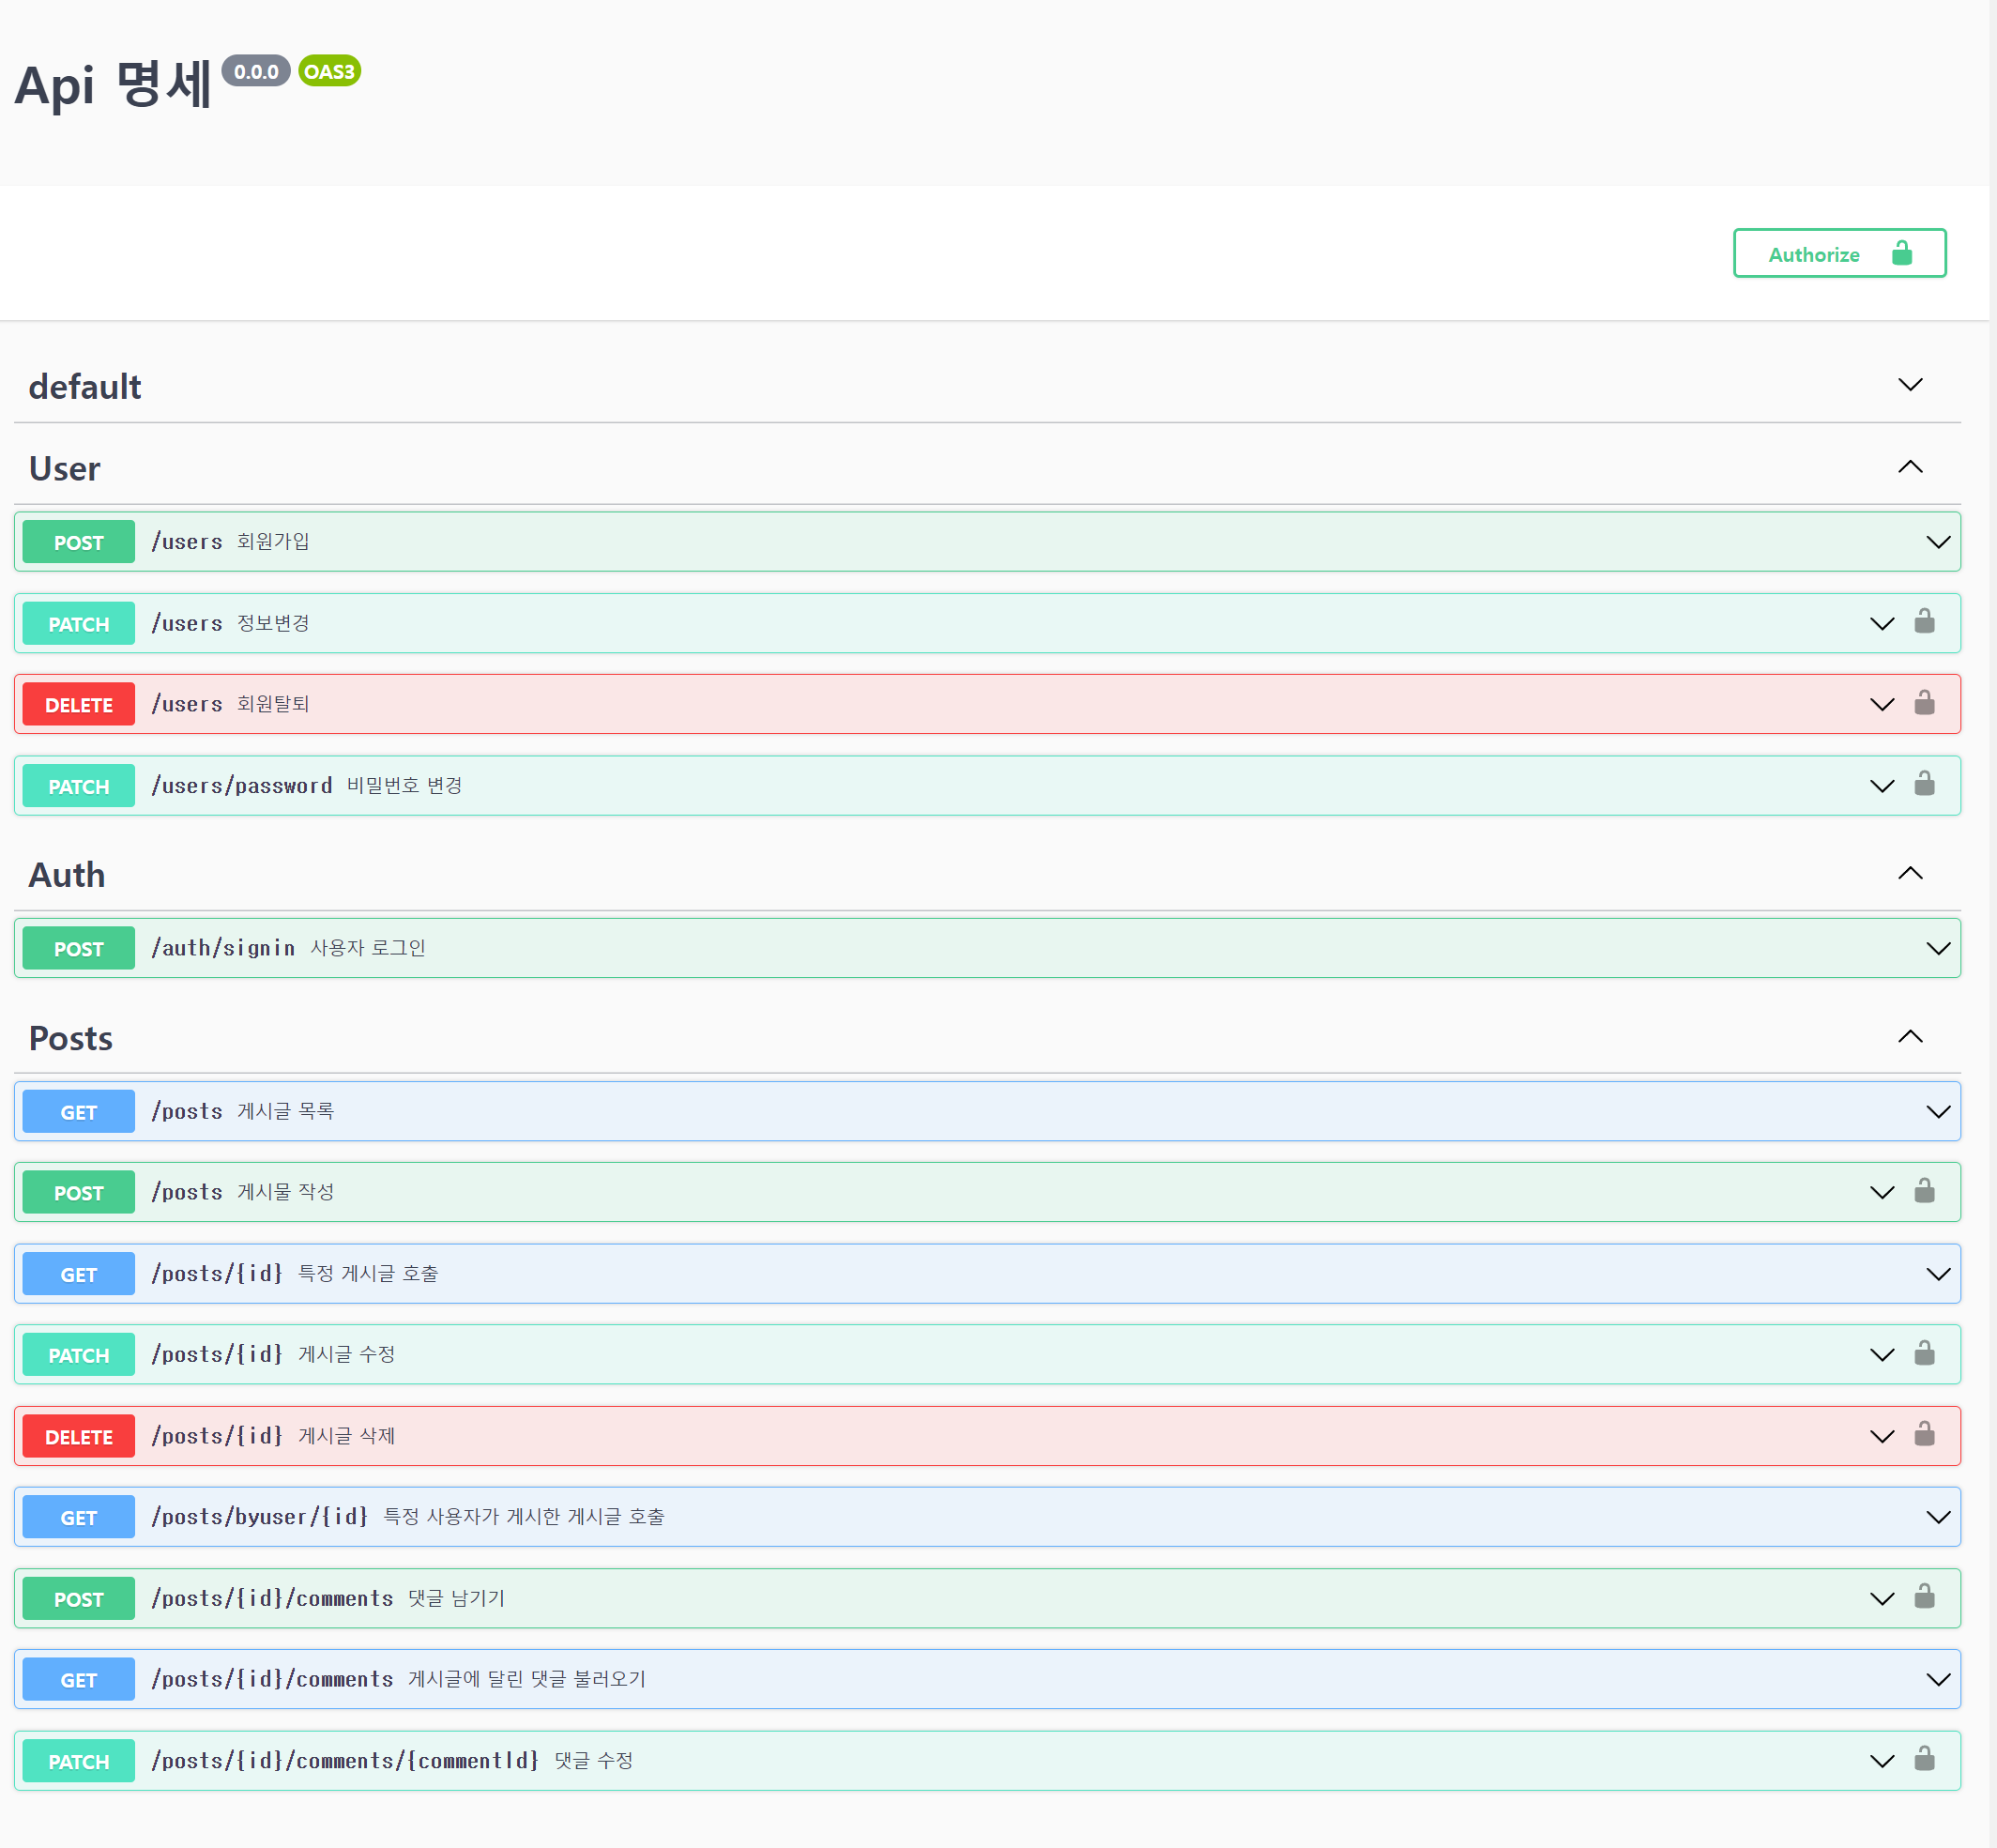 Api 명세 0.0.0 OAS3
Authorize
default
User
POST /users 회원가입
PATCH /users 정보변경
DELETE /users 회원탈퇴
PATCH /users/password 비밀번호 변경
Auth
POST /auth/signin 사용자 로그인
Posts
GET /posts 게시글 목록
POST /posts 게시물 작성
GET /posts/{id} 특정 게시글 호출
PATCH /posts/{id} 게시글 수정
DELETE /posts/{id} 게시글 삭제
GET /posts/byuser/{id} 특정 사용자가 게시한 게시글 호출
POST /posts/{id}/comments 댓글 남기기
GET /posts/{id}/comments 게시글에 달린 댓글 불러오기
PATCH /posts/{id}/comments/{commentId} 댓글 수정